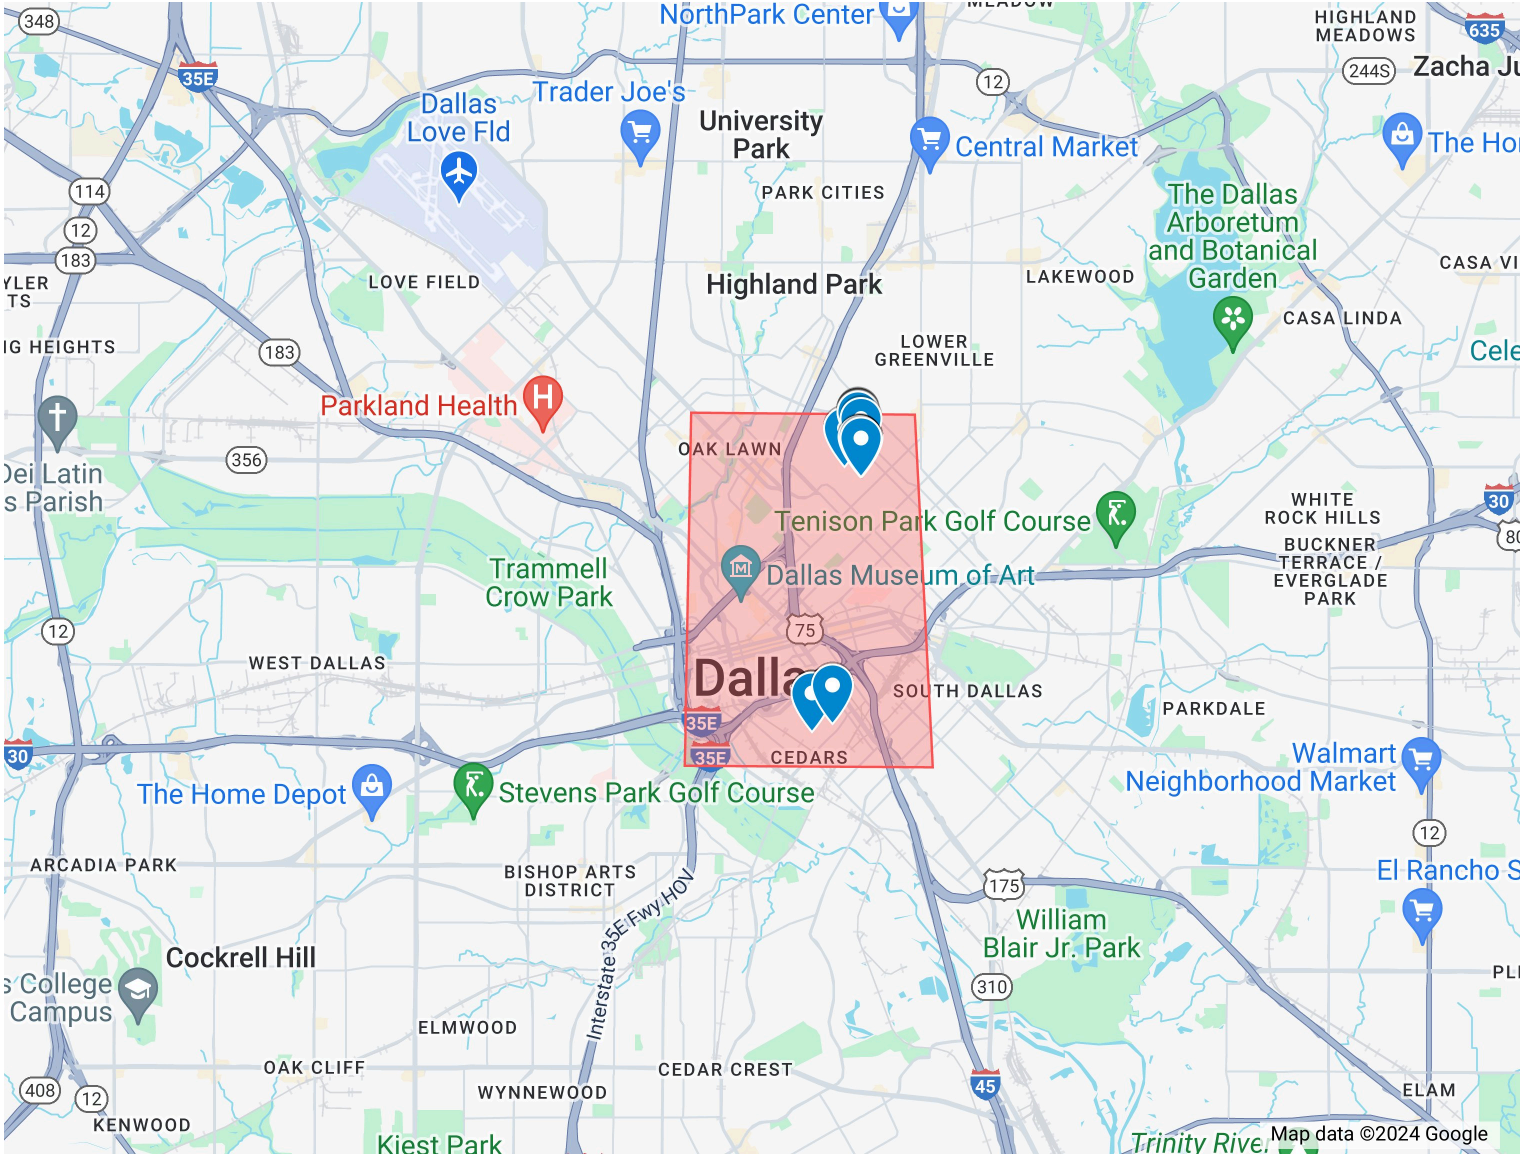 348
NorthPark Center
MEADOW
HIGHLAND
MEADOWS
635
35E
12
244S
Zacha Ju
Trader Joe's
Dallas
Love Fld
University
Park
Central Market
The Hor
114
PARK CITIES
The Dallas
Arboretum
and Botanical
Garden
12
183
YLER
TS
LOVE FIELD
Highland Park
LAKEWOOD
CASA VI
CASA LINDA
NG HEIGHTS
183
LOWER
GREENVILLE
Cele
Parkland Health
H
OAK LAWN
356
Dei Latin
s Parish
WHITE
ROCK HILLS
30
80
Tenison Park Golf Course
BUCKNER
TERRACE /
EVERGLADE
PARK
Trammell
Crow Park
Dallas Museum of Art
12
75
WEST DALLAS
Dalla
SOUTH DALLAS
PARKDALE
35E
30
35E
CEDARS
Walmart
Neighborhood Market
The Home Depot
Stevens Park Golf Course
12
ARCADIA PARK
BISHOP ARTS
DISTRICT
175
El Rancho S
Interstate 35E Fwy HOV
William
Blair Jr. Park
Cockrell Hill
s College
Campus
310
PLE
ELMWOOD
OAK CLIFF
CEDAR CREST
WYNNEWOOD
45
408
12
ELAM
KENWOOD
Kiest Park
Trinity River
Map data ©2024 Google